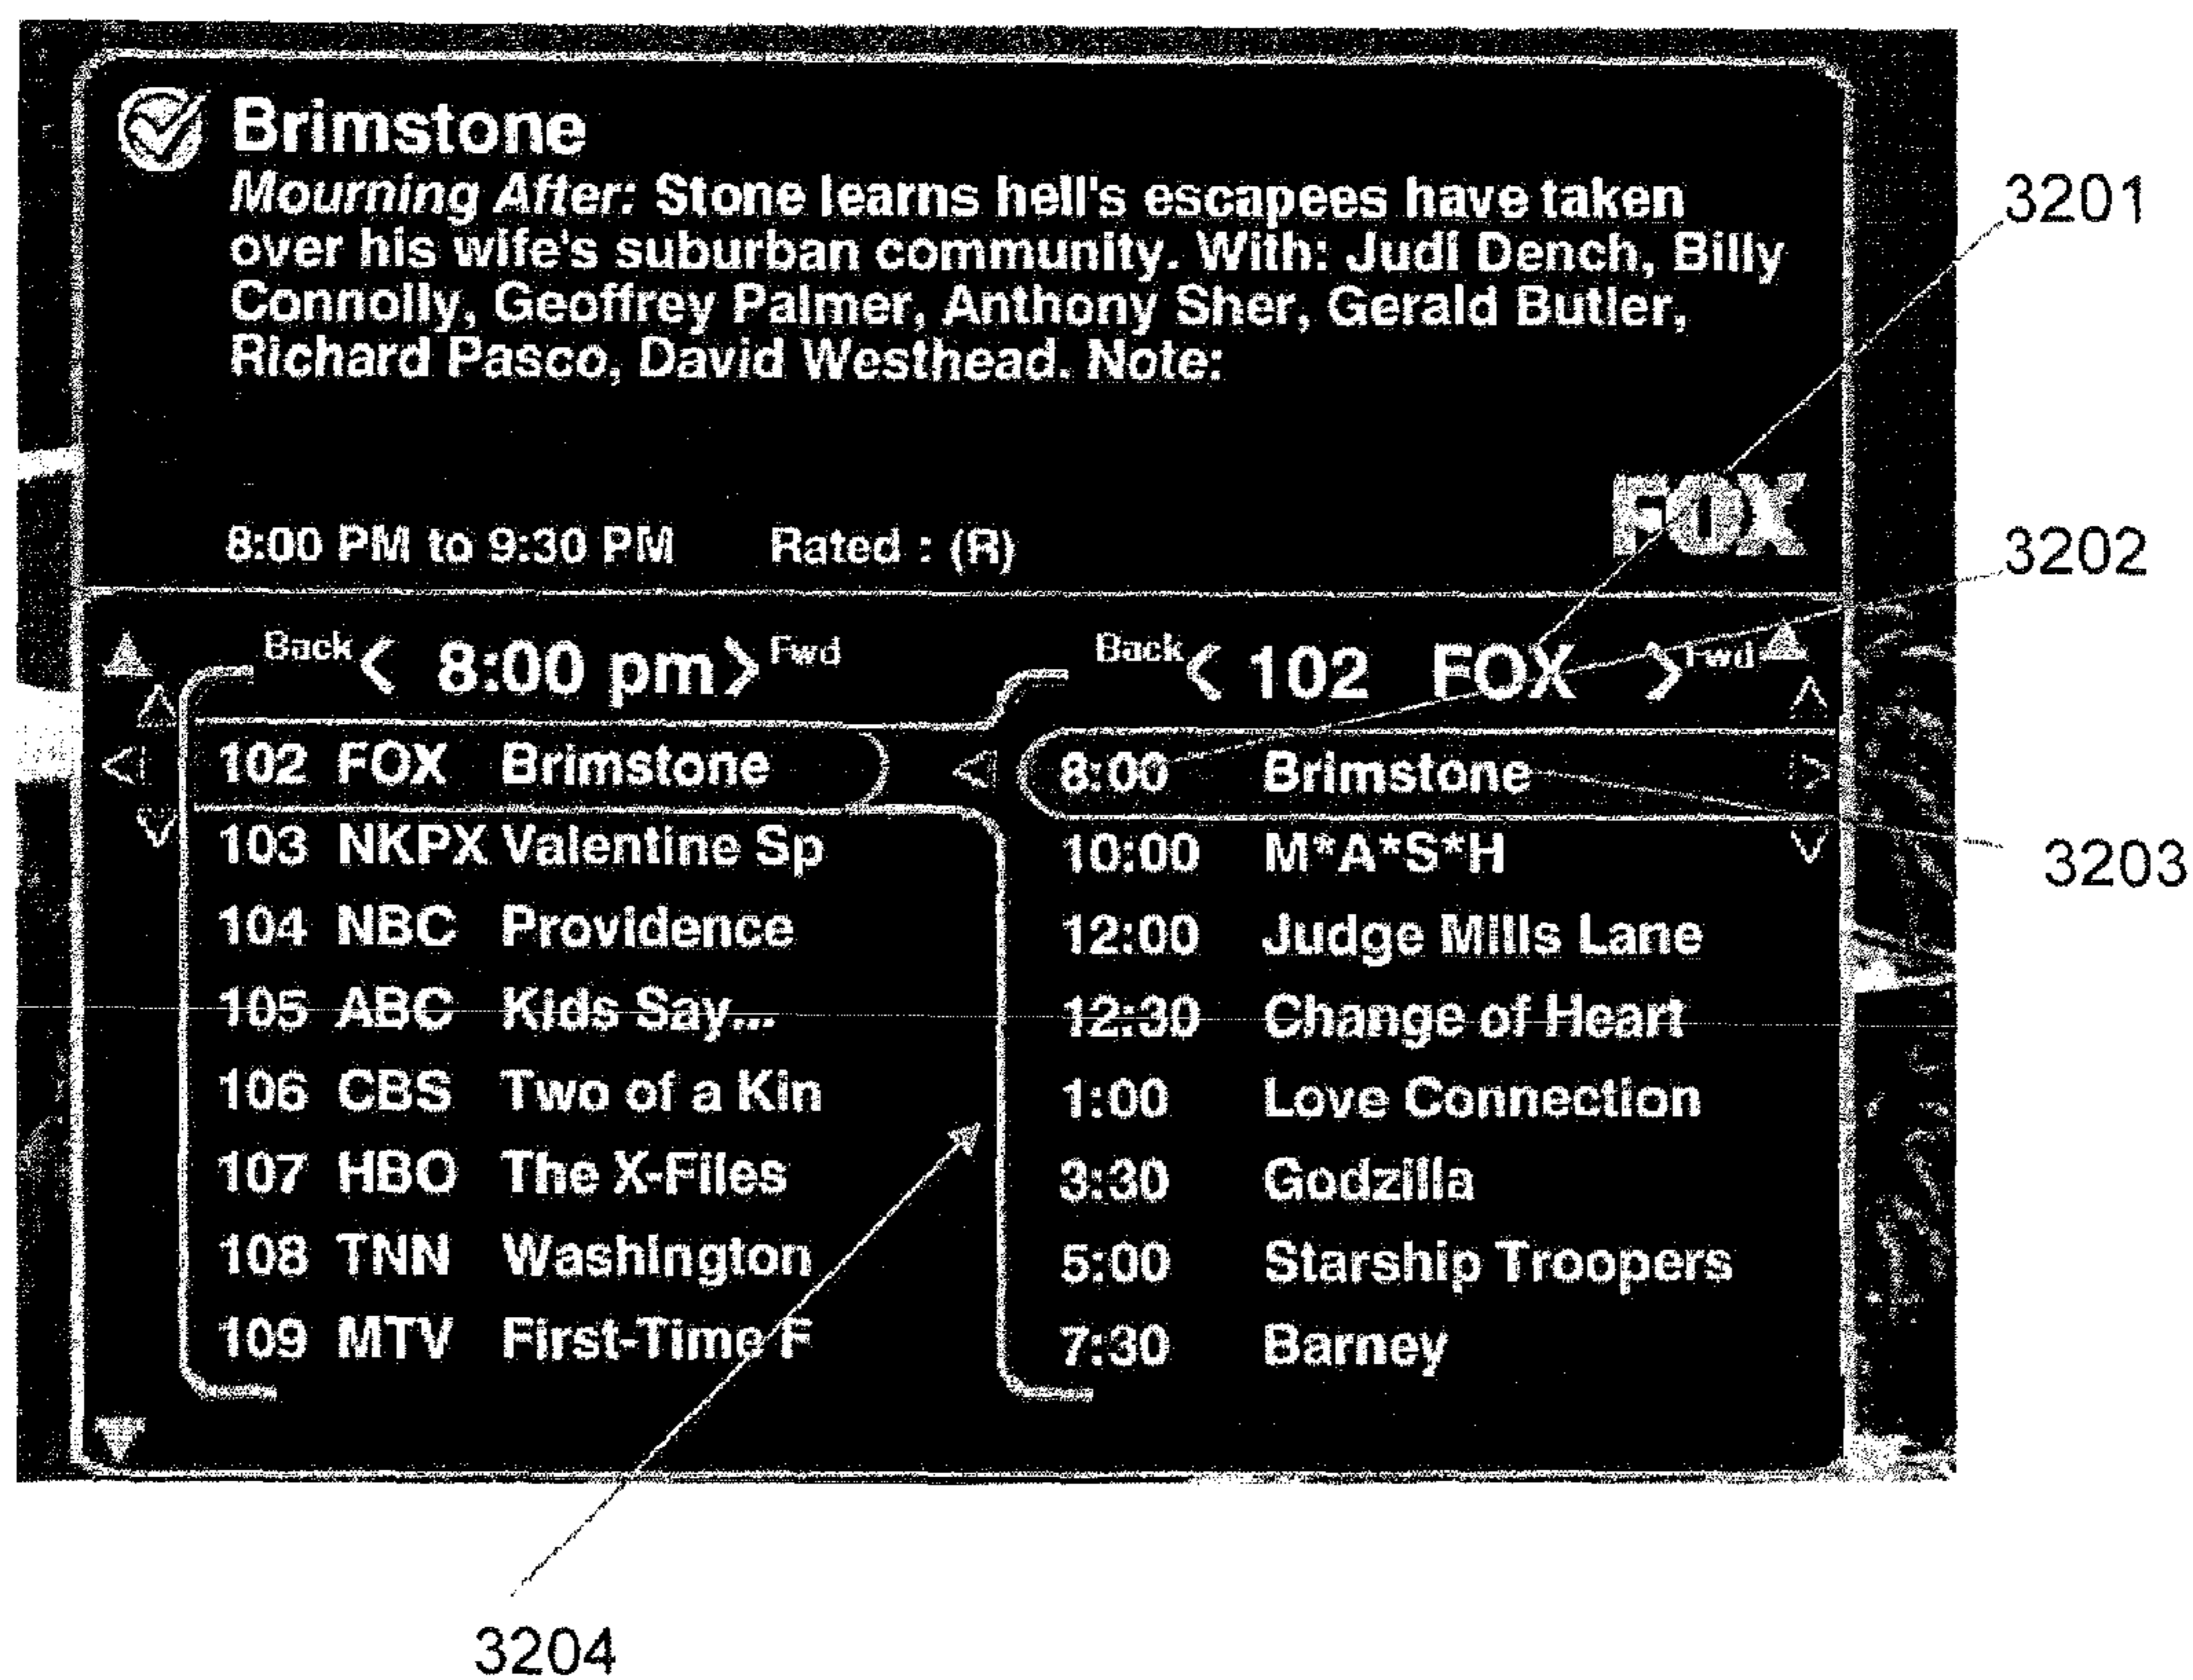 Brimstone
Mourning After: Stone learns hell's escapees have taken
over his wife's suburban community. With: Judi Dench, Billy
Connolly, Geoffrey Palmer, Anthony Sher, Gerald Butler,
Richard Pasco, David Westhead. Note:
FOX
8:00 PM to 9:30 PM Rated : (R)
Back < 8:00 pm > Fwd
102 FOX Brimstone
103 NKPX Valentine Sp
104 NBC Providence
105 ABC Kids Say...
106 CBS Two of a Kin
107 HBO The X-Files
108 TNN Washington
109 MTV First-Time F
Back < 102 FOX > Fwd
8:00 Brimstone
10:00 M*A*S*H
12:00 Judge Mills Lane
12:30 Change of Heart
1:00 Love Connection
3:30 Godzilla
5:00 Starship Troopers
7:30 Barney
3201
3202
3203
3204